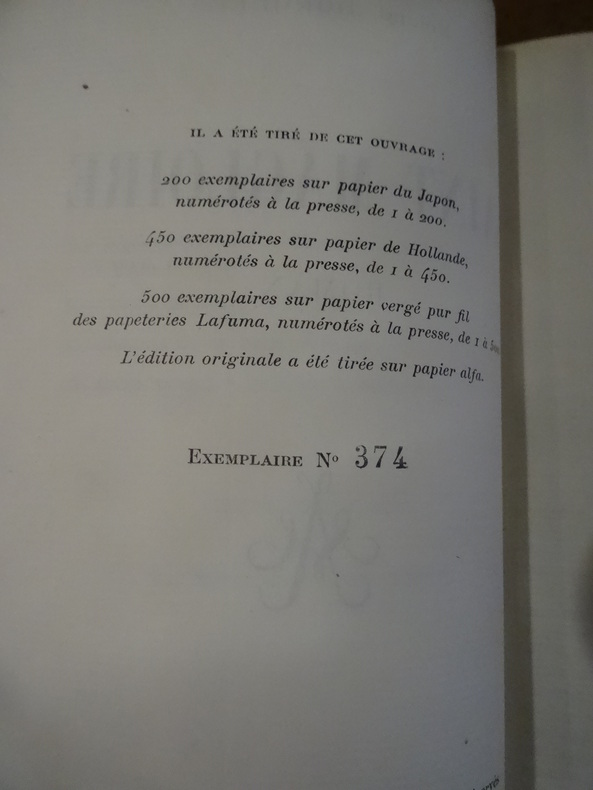 IL A ÉTÉ TIRÉ DE CET OUVRAGE :
200 exemplaires sur papier du Japon,
numérotés à la presse, de 1 à 200.
450 exemplaires sur papier de Hollande,
numérotés à la presse, de 1 à 450.
500 exemplaires sur papier vergé pur fil
des papeteries Lafuma, numérotés à la presse, de 1 à 500
L'édition originale a été tirée sur papier alfa.
EXEMPLAIRE Nº 374